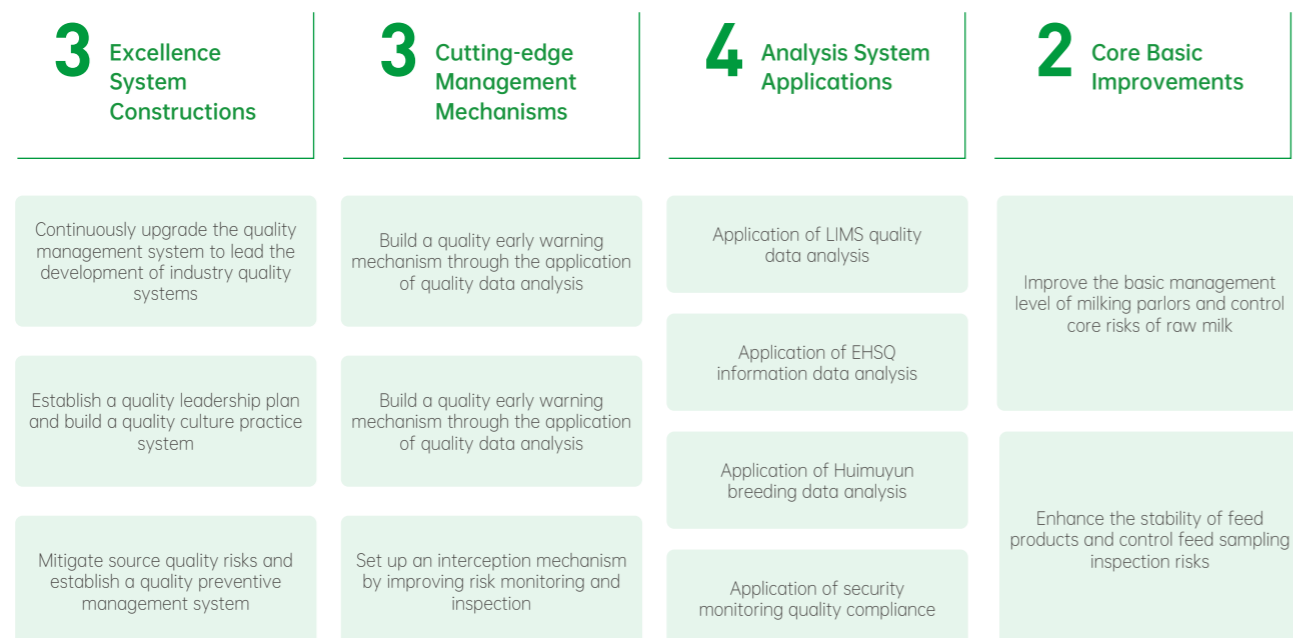 3
Excellence
System
Constructions
3
Cutting-edge
Management
Mechanisms
4
Analysis System
Applications
2
Core Basic
Improvements
Continuously upgrade the quality
management system to lead the
development of industry quality
systems
Establish a quality leadership plan
and build a quality culture practice
system
Mitigate source quality risks and
establish a quality preventive
management system
Build a quality early warning
mechanism through the application
of quality data analysis
Build a quality early warning
mechanism through the application
of quality data analysis
Set up an interception mechanism
by improving risk monitoring and
inspection
Application of LIMS quality
data analysis
Application of EHSQ
information data analysis
Application of Huimuyun
breeding data analysis
Application of security
monitoring quality compliance
Improve the basic management
level of milking parlors and control
core risks of raw milk
Enhance the stability of feed
products and control feed sampling
inspection risks